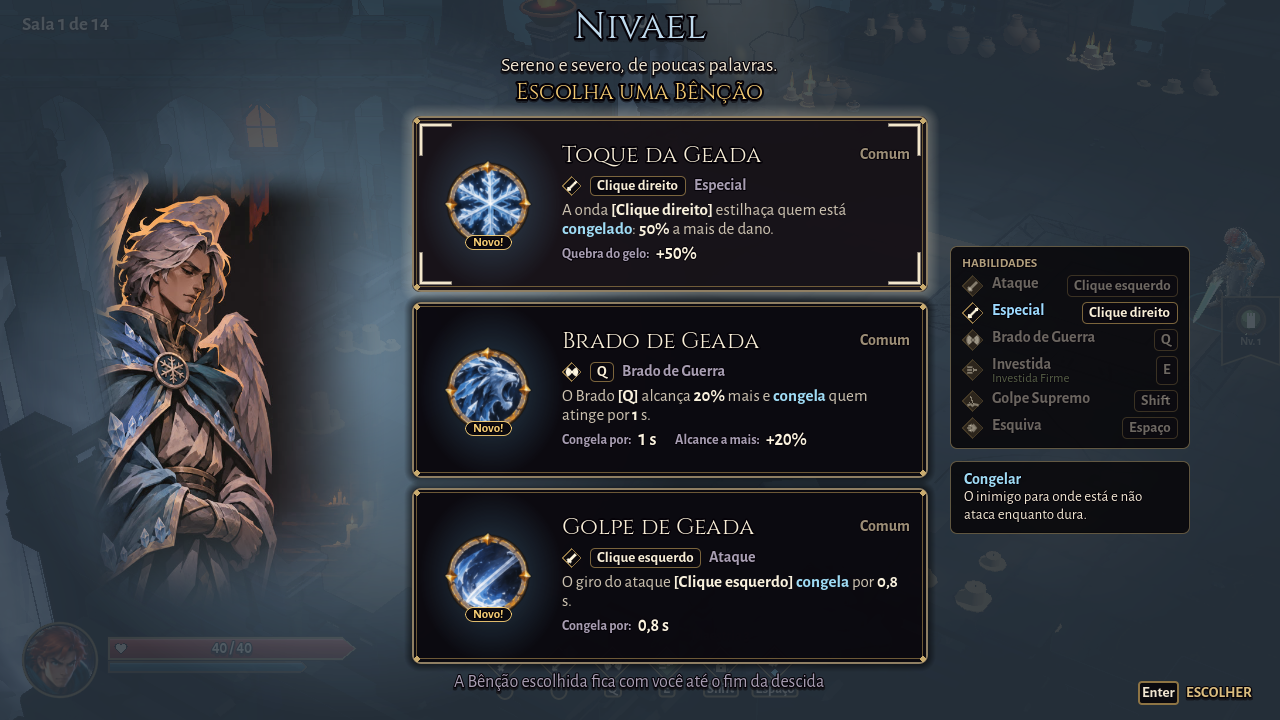 Sala 1 de 14
Nivael
Sereno e severo, de poucas palavras.
Escolha uma Bênção
Toque da Geada
Comum
Clique direito Especial
A onda [Clique direito] estilhaça quem está
congelado: 50% a mais de dano.
Quebra do gelo: +50%
Novo!
Brado de Geada
Comum
Q Brado de Guerra
O Brado [Q] alcança 20% mais e congela quem
atinge por 1 s.
Congela por: 1 s Alcance a mais: +20%
Novo!
Golpe de Geada
Comum
Clique esquerdo Ataque
O giro do ataque [Clique esquerdo] congela por 0,8
s.
Congela por: 0,8 s
Novo!
HABILIDADES
Ataque Clique esquerdo
Especial Clique direito
Brado de Guerra Q
Investida E
Investida Firme
Golpe Supremo Shift
Esquiva Espaço
Congelar
O inimigo para onde está e não
ataca enquanto dura.
Nv. 1
40 / 40
A Bênção escolhida fica com você até o fim da descida
Enter ESCOLHER